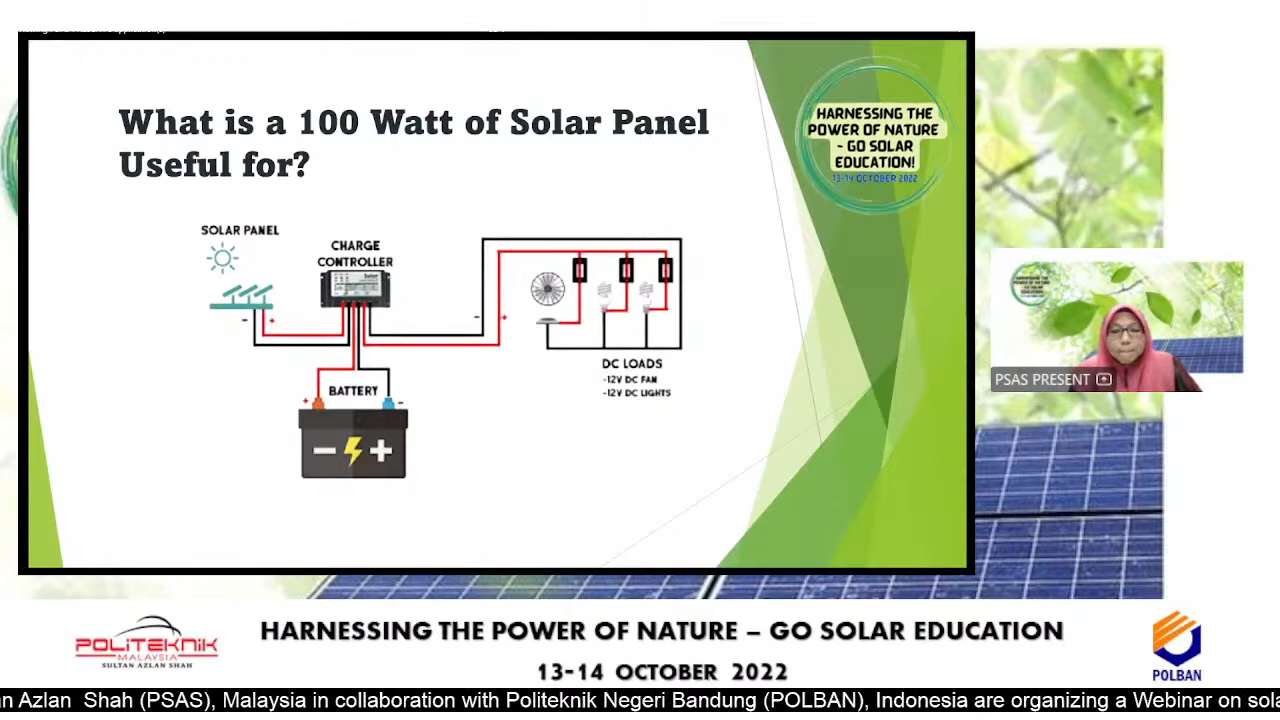 What is a 100 Watt of Solar Panel
Useful for?
HARNESSING THE
POWER OF NATURE
- GO SOLAR
EDUCATION!
13-14 OCTOBER 2022
SOLAR PANEL
CHARGE
CONTROLLER
- +
- +
BATTERY
+ -
DC LOADS
-12V DC FAN
-12V DC LIGHTS
PSAS PRESENT
POLITEKNIK
MALAYSIA
SULTAN AZLAN SHAH
HARNESSING THE POWER OF NATURE – GO SOLAR EDUCATION
13-14 OCTOBER 2022
POLBAN
an Azlan Shah (PSAS), Malaysia in collaboration with Politeknik Negeri Bandung (POLBAN), Indonesia are organizing a Webinar on sola